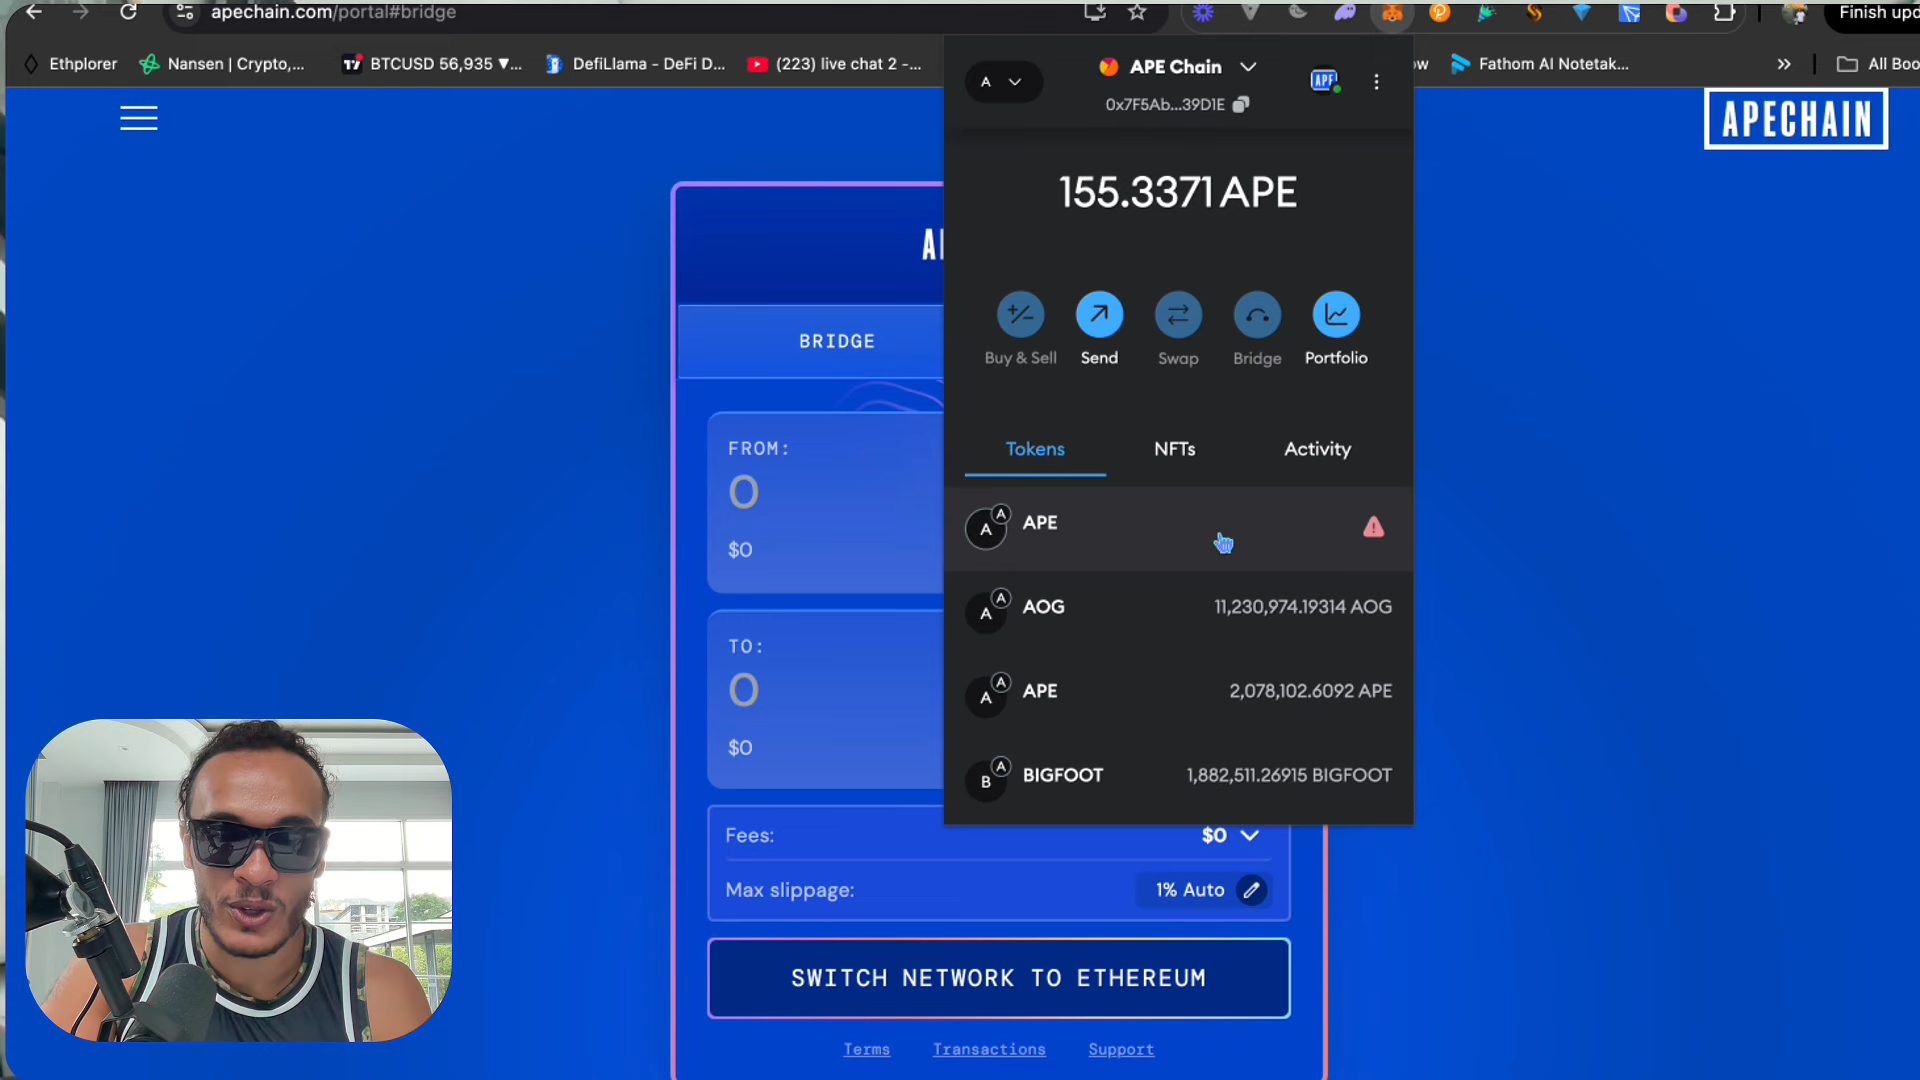 apechain.com/portal#bridge
Finish upd
Ethplorer
Nansen | Crypto,...
BTCUSD 56,935 ▼...
DefiLlama - DeFi D...
(223) live chat 2 -...
ow
Fathom AI Notetak...
»
All Boo
A
APE Chain
0x7F5Ab...39D1E
APE
APECHAIN
155.3371 APE
Buy & Sell
Send
Swap
Bridge
Portfolio
BRIDGE
Tokens
NFTs
Activity
FROM:
0
$0
A
A
APE
A
A
AOG
11,230,974.19314 AOG
TO:
0
$0
A
A
APE
2,078,102.6092 APE
B
A
BIGFOOT
1,882,511.26915 BIGFOOT
Fees:
$0
Max slippage:
1% Auto
SWITCH NETWORK TO ETHEREUM
Terms
Transactions
Support